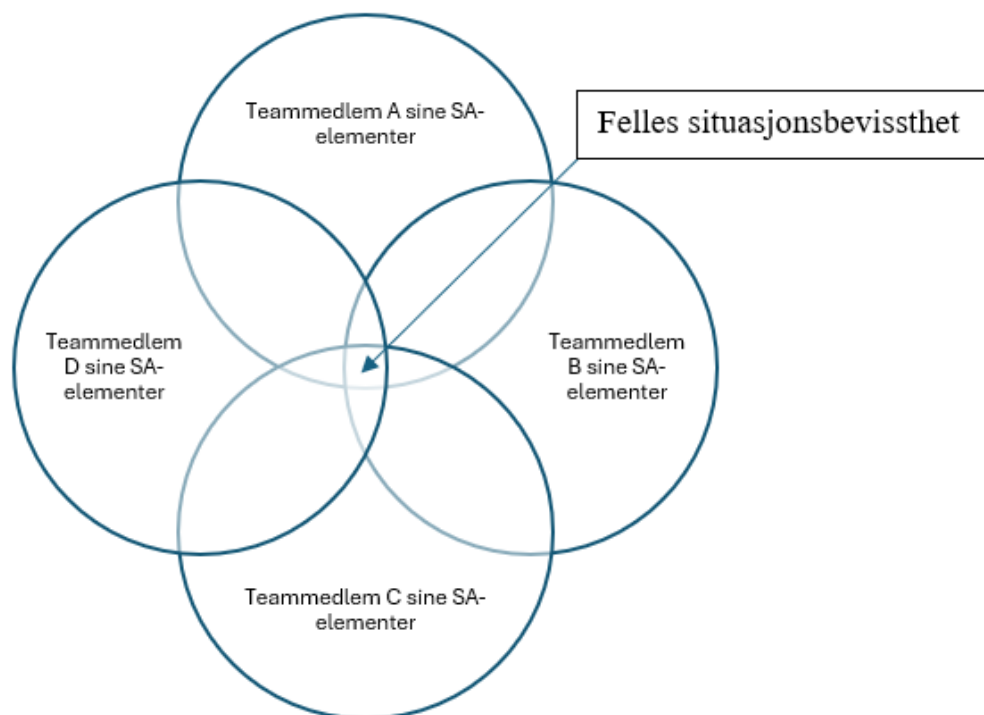 Teammedlem A sine SA-
elementer
Felles situasjonsbevissthet
Teammedlem
D sine SA-
elementer
Teammedlem
B sine SA-
elementer
Teammedlem C sine SA-
elementer